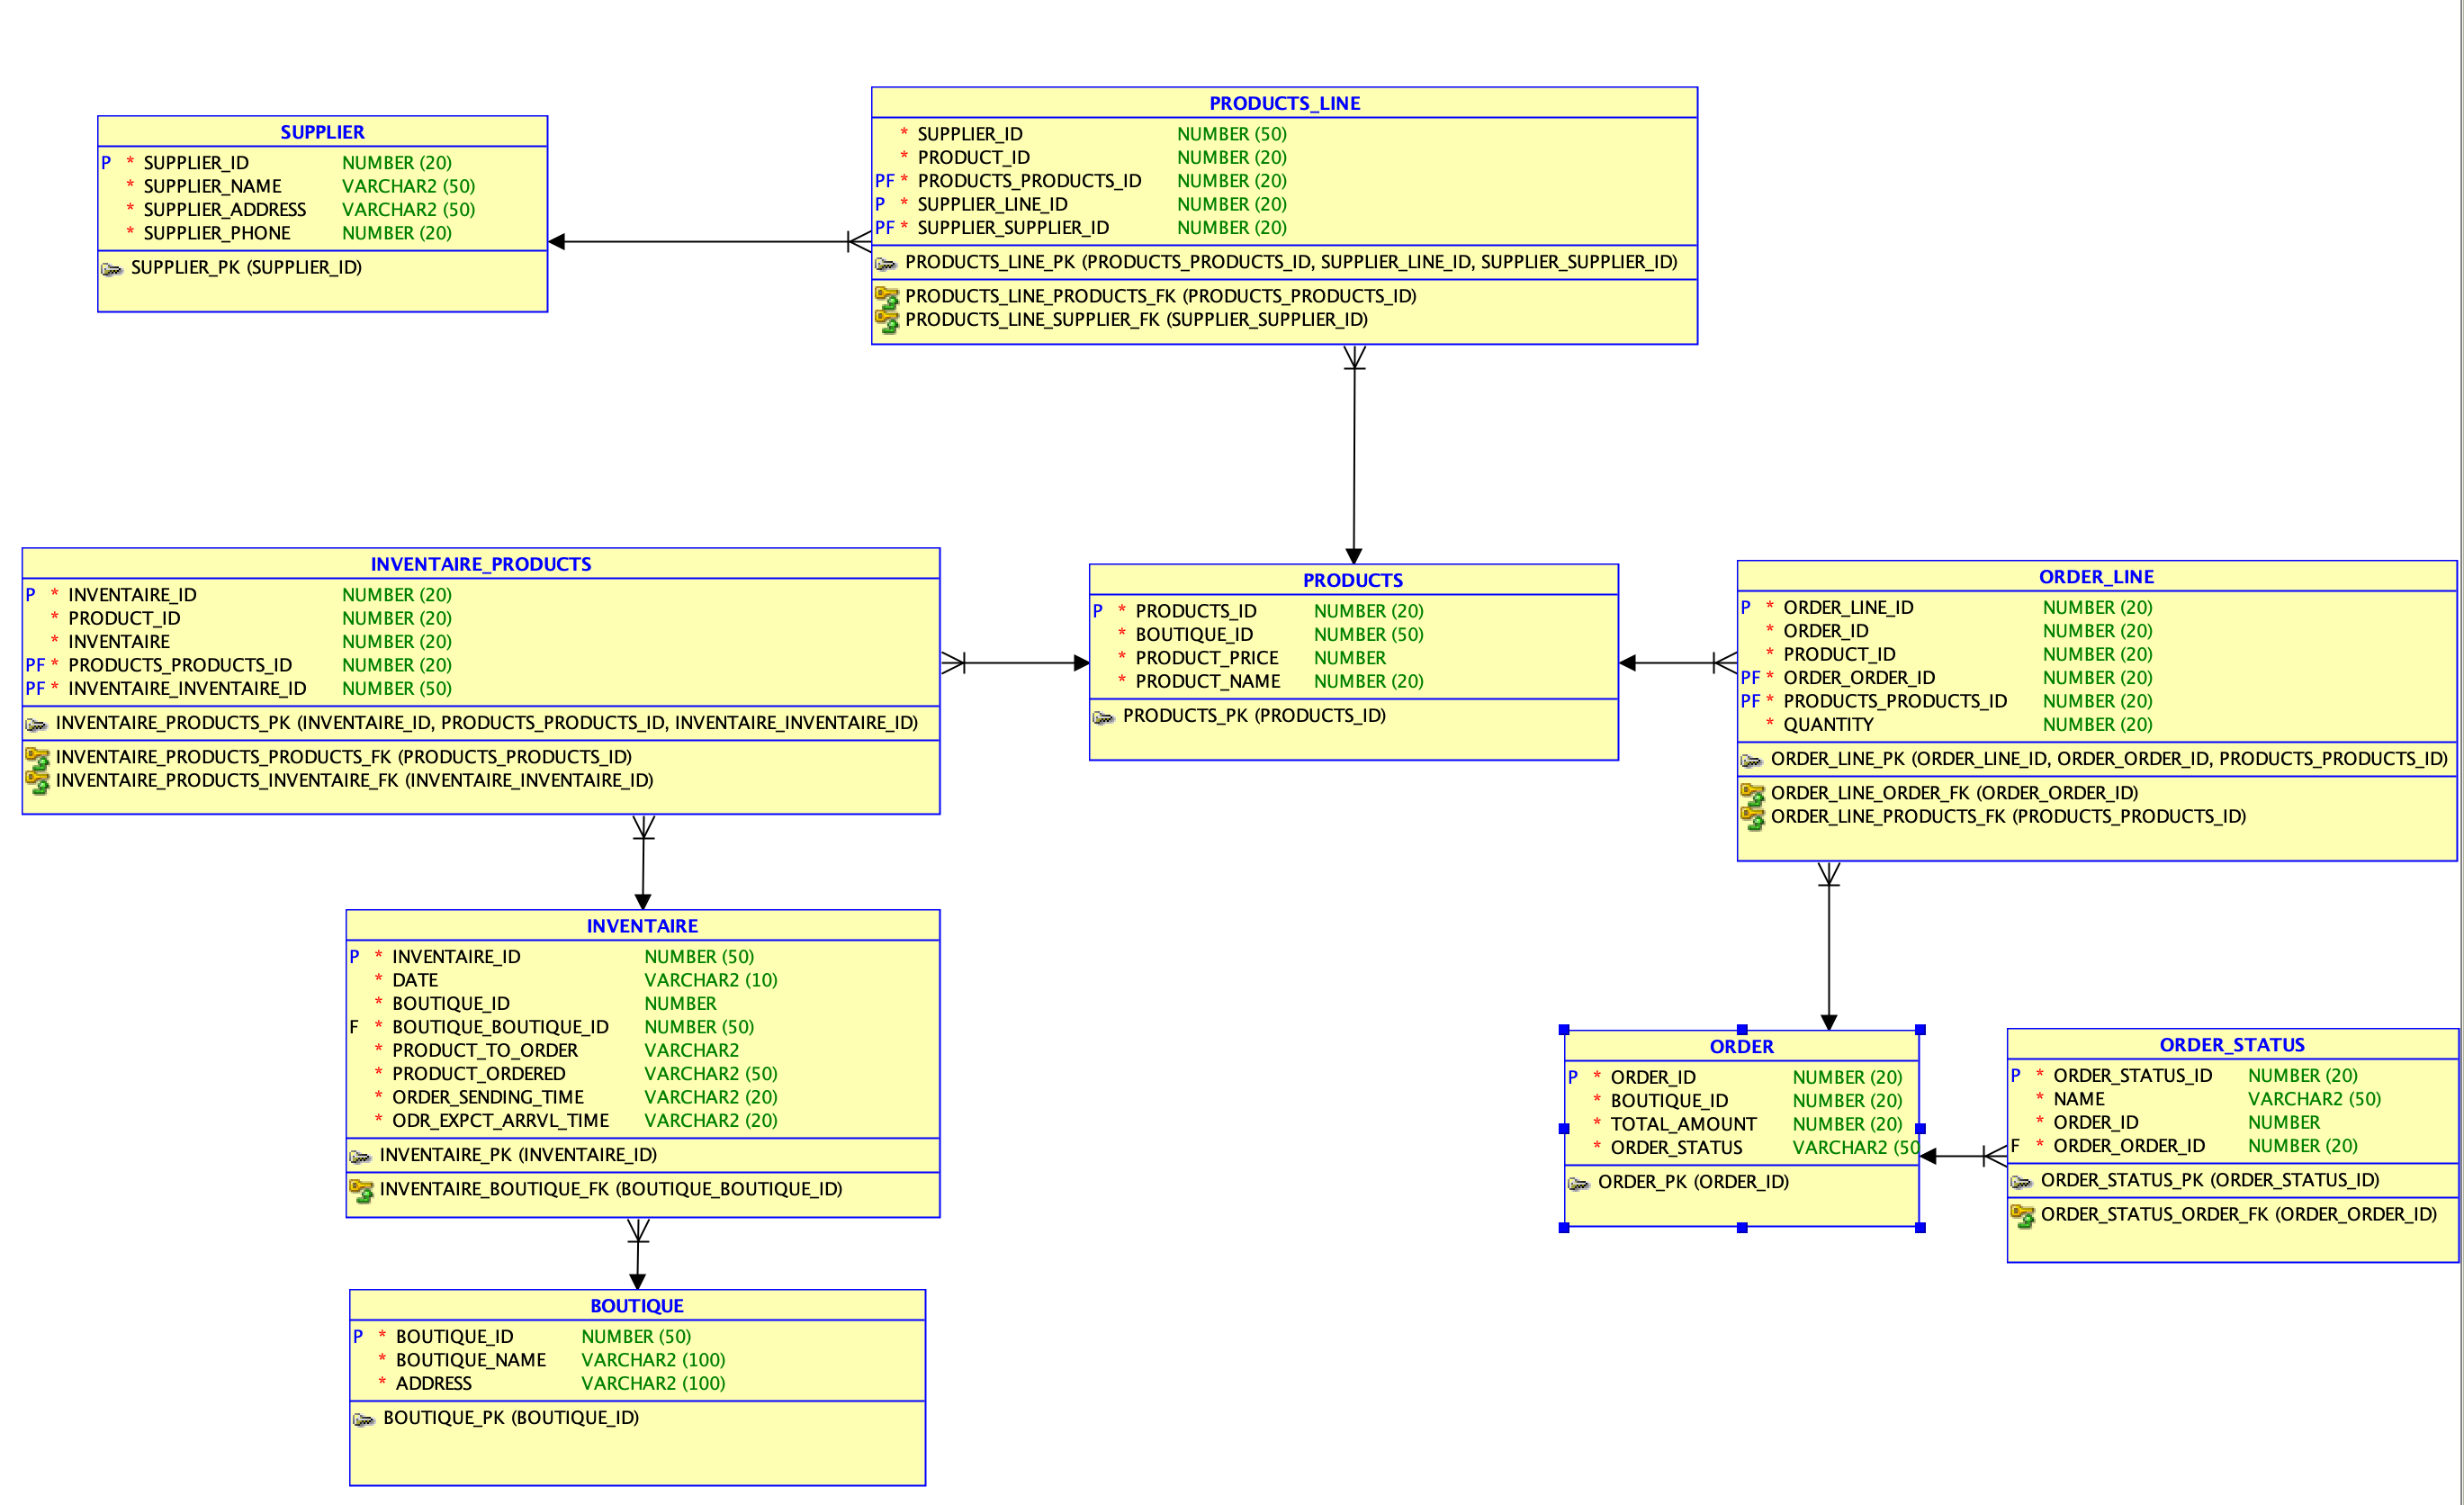 SUPPLIER
P * SUPPLIER_ID NUMBER (20)
* SUPPLIER_NAME VARCHAR2 (50)
* SUPPLIER_ADDRESS VARCHAR2 (50)
* SUPPLIER_PHONE NUMBER (20)
SUPPLIER_PK (SUPPLIER_ID)
PRODUCTS_LINE
* SUPPLIER_ID NUMBER (50)
* PRODUCT_ID NUMBER (20)
PF * PRODUCTS_PRODUCTS_ID NUMBER (20)
P * SUPPLIER_LINE_ID NUMBER (20)
PF * SUPPLIER_SUPPLIER_ID NUMBER (20)
PRODUCTS_LINE_PK (PRODUCTS_PRODUCTS_ID, SUPPLIER_LINE_ID, SUPPLIER_SUPPLIER_ID)
PRODUCTS_LINE_PRODUCTS_FK (PRODUCTS_PRODUCTS_ID)
PRODUCTS_LINE_SUPPLIER_FK (SUPPLIER_SUPPLIER_ID)
INVENTAIRE_PRODUCTS
P * INVENTAIRE_ID NUMBER (20)
* PRODUCT_ID NUMBER (20)
* INVENTAIRE NUMBER (20)
PF * PRODUCTS_PRODUCTS_ID NUMBER (20)
PF * INVENTAIRE_INVENTAIRE_ID NUMBER (50)
INVENTAIRE_PRODUCTS_PK (INVENTAIRE_ID, PRODUCTS_PRODUCTS_ID, INVENTAIRE_INVENTAIRE_ID)
INVENTAIRE_PRODUCTS_PRODUCTS_FK (PRODUCTS_PRODUCTS_ID)
INVENTAIRE_PRODUCTS_INVENTAIRE_FK (INVENTAIRE_INVENTAIRE_ID)
PRODUCTS
P * PRODUCTS_ID NUMBER (20)
* BOUTIQUE_ID NUMBER (50)
* PRODUCT_PRICE NUMBER
* PRODUCT_NAME NUMBER (20)
PRODUCTS_PK (PRODUCTS_ID)
ORDER_LINE
P * ORDER_LINE_ID NUMBER (20)
* ORDER_ID NUMBER (20)
* PRODUCT_ID NUMBER (20)
PF * ORDER_ORDER_ID NUMBER (20)
PF * PRODUCTS_PRODUCTS_ID NUMBER (20)
* QUANTITY NUMBER (20)
ORDER_LINE_PK (ORDER_LINE_ID, ORDER_ORDER_ID, PRODUCTS_PRODUCTS_ID)
ORDER_LINE_ORDER_FK (ORDER_ORDER_ID)
ORDER_LINE_PRODUCTS_FK (PRODUCTS_PRODUCTS_ID)
INVENTAIRE
P * INVENTAIRE_ID NUMBER (50)
* DATE VARCHAR2 (10)
* BOUTIQUE_ID NUMBER
F * BOUTIQUE_BOUTIQUE_ID NUMBER (50)
* PRODUCT_TO_ORDER VARCHAR2
* PRODUCT_ORDERED VARCHAR2 (50)
* ORDER_SENDING_TIME VARCHAR2 (20)
* ODR_EXPCT_ARRVL_TIME VARCHAR2 (20)
INVENTAIRE_PK (INVENTAIRE_ID)
INVENTAIRE_BOUTIQUE_FK (BOUTIQUE_BOUTIQUE_ID)
ORDER
P * ORDER_ID NUMBER (20)
* BOUTIQUE_ID NUMBER (20)
* TOTAL_AMOUNT NUMBER (20)
* ORDER_STATUS VARCHAR2 (50
ORDER_PK (ORDER_ID)
ORDER_STATUS
P * ORDER_STATUS_ID NUMBER (20)
* NAME VARCHAR2 (50)
* ORDER_ID NUMBER
F * ORDER_ORDER_ID NUMBER (20)
ORDER_STATUS_PK (ORDER_STATUS_ID)
ORDER_STATUS_ORDER_FK (ORDER_ORDER_ID)
BOUTIQUE
P * BOUTIQUE_ID NUMBER (50)
* BOUTIQUE_NAME VARCHAR2 (100)
* ADDRESS VARCHAR2 (100)
BOUTIQUE_PK (BOUTIQUE_ID)